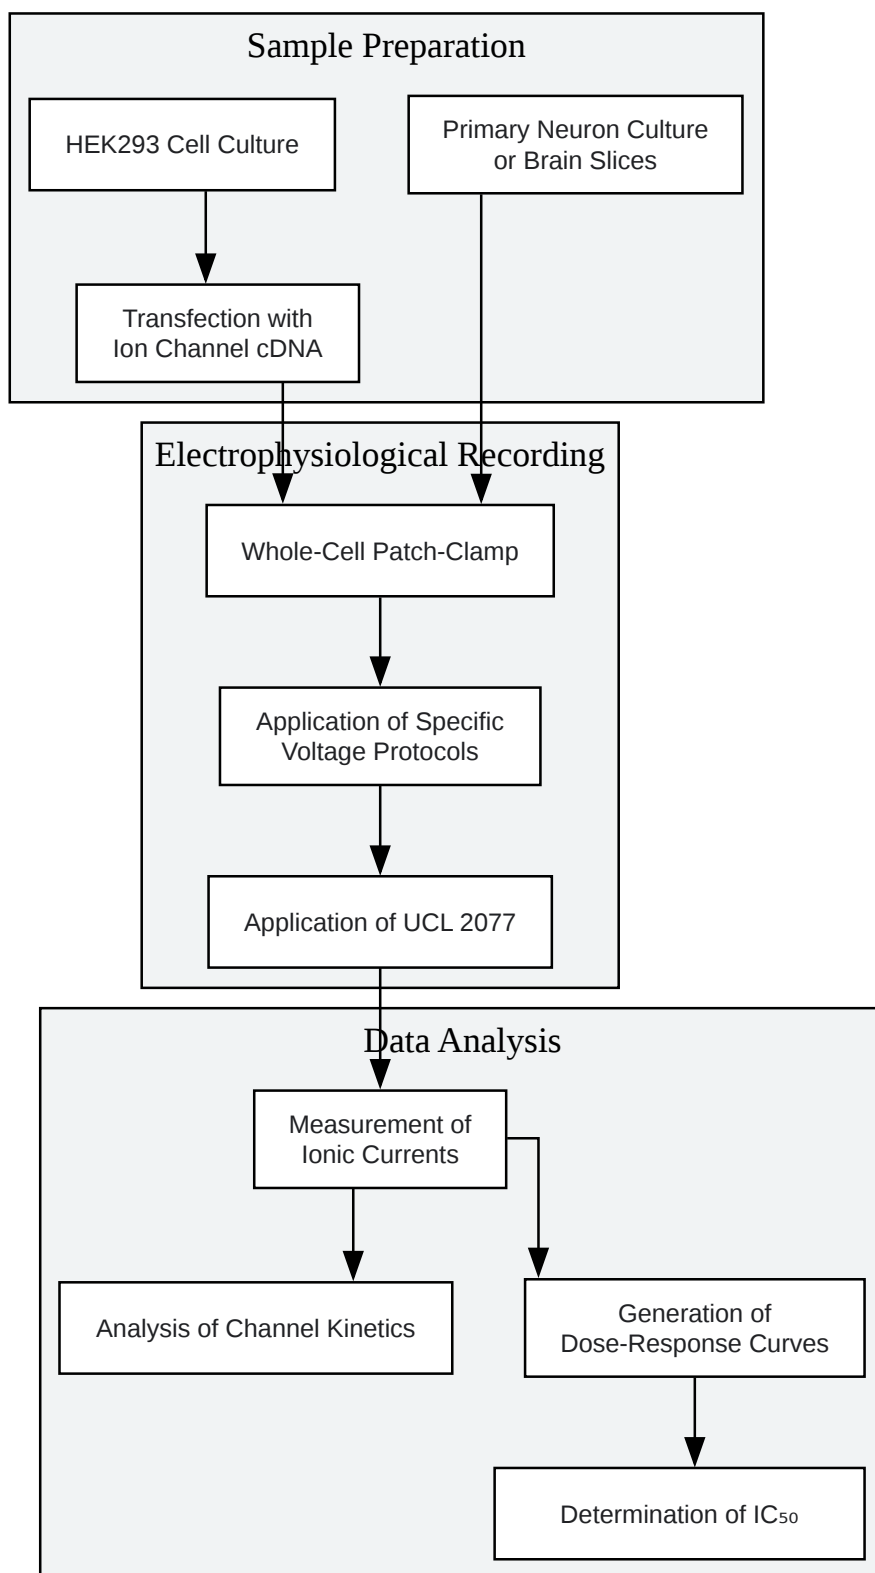 Sample Preparation
HEK293 Cell Culture
Primary Neuron Culture
or Brain Slices
Transfection with
Ion Channel cDNA
Electrophysiological Recording
Whole-Cell Patch-Clamp
Application of Specific
Voltage Protocols
Application of UCL 2077
Data Analysis
Measurement of
Ionic Currents
Analysis of Channel Kinetics
Generation of
Dose-Response Curves
Determination of IC₅₀